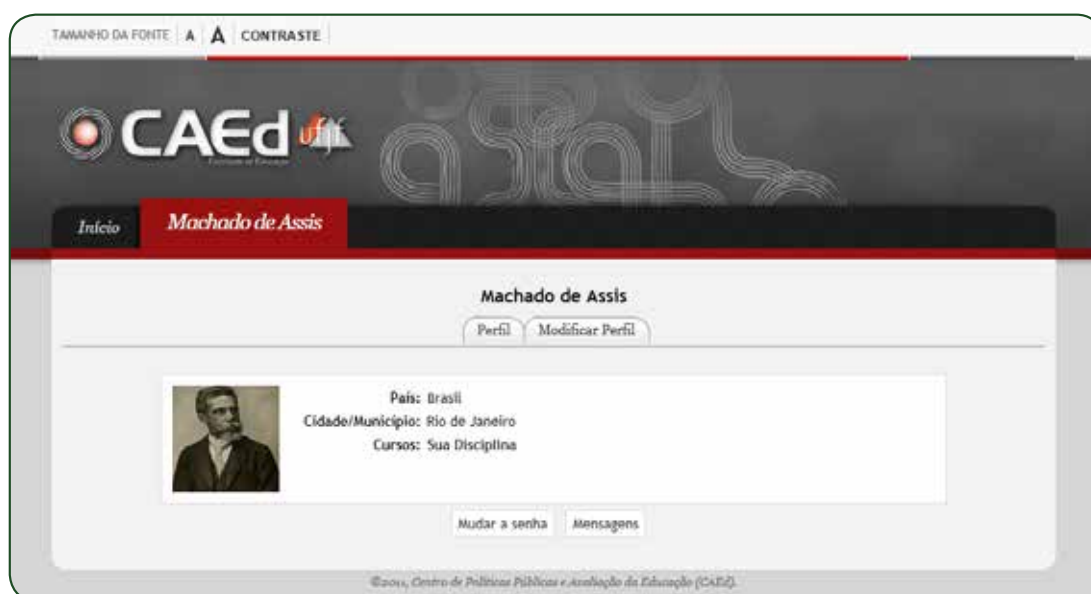 TAMANHO DA FONTE A A CONTRASTE
CAEd ufjf
Início Machado de Assis
Machado de Assis
Perfil Modificar Perfil
País: Brasil
Cidade/Município: Rio de Janeiro
Cursos: Sua Disciplina
Mudar a senha Mensagens
©2011, Centro de Políticas Públicas e Avaliação da Educação (CAEd).